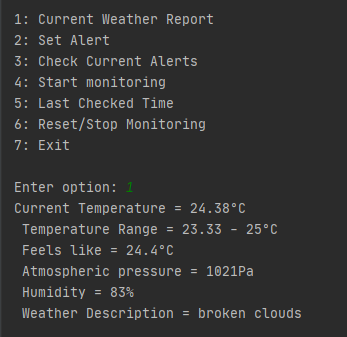 1: Current Weather Report
2: Set Alert
3: Check Current Alerts
4: Start monitoring
5: Last Checked Time
6: Reset/Stop Monitoring
7: Exit
Enter option: 1
Current Temperature = 24.38°C
Temperature Range = 23.33 - 25°C
Feels like = 24.4°C
Atmospheric pressure = 1021Pa
Humidity = 83%
Weather Description = broken clouds